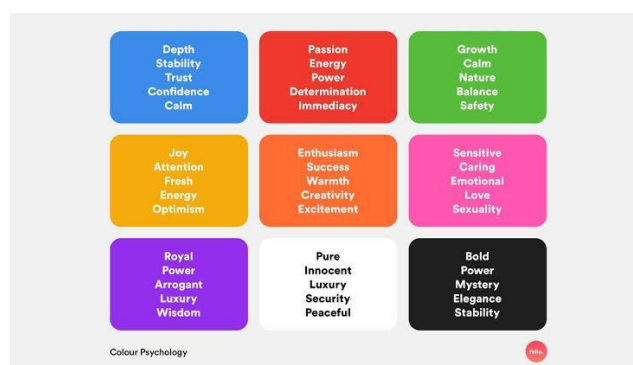 Depth
Stability
Trust
Confidence
Calm
Passion
Energy
Power
Determination
Immediacy
Growth
Calm
Nature
Balance
Safety
Joy
Attention
Fresh
Energy
Optimism
Enthusiasm
Success
Warmth
Creativity
Excitement
Sensitive
Caring
Emotional
Love
Sexuality
Royal
Power
Arrogant
Luxury
Wisdom
Pure
Innocent
Luxury
Security
Peaceful
Bold
Power
Mystery
Elegance
Stability
Colour Psychology